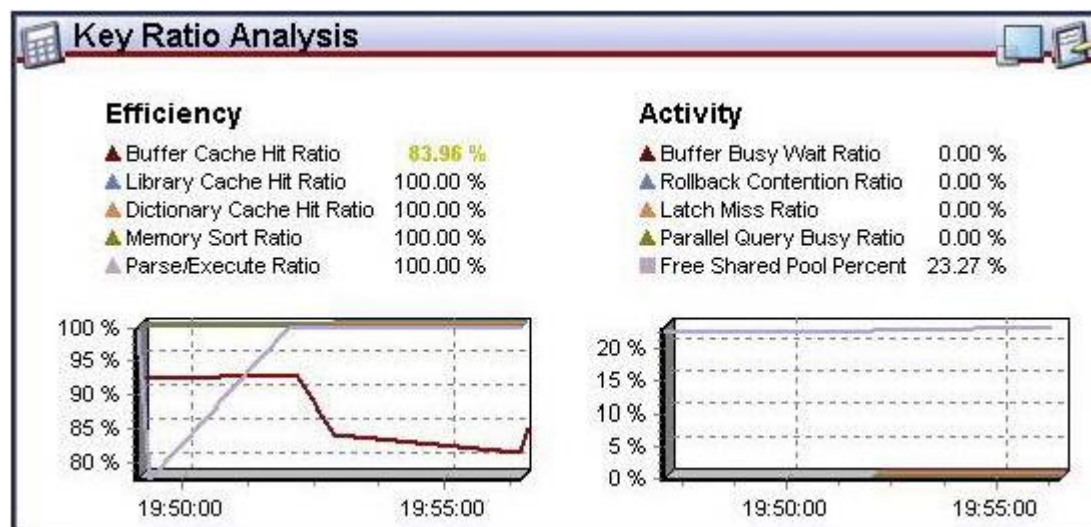 Key Ratio Analysis
Efficiency
Buffer Cache Hit Ratio 83.96 %
Library Cache Hit Ratio 100.00 %
Dictionary Cache Hit Ratio 100.00 %
Memory Sort Ratio 100.00 %
Parse/Execute Ratio 100.00 %
100 %
95 %
90 %
85 %
80 %
19:50:00 19:55:00
Activity
Buffer Busy Wait Ratio 0.00 %
Rollback Contention Ratio 0.00 %
Latch Miss Ratio 0.00 %
Parallel Query Busy Ratio 0.00 %
Free Shared Pool Percent 23.27 %
20 %
15 %
10 %
5 %
0 %
19:50:00 19:55:00